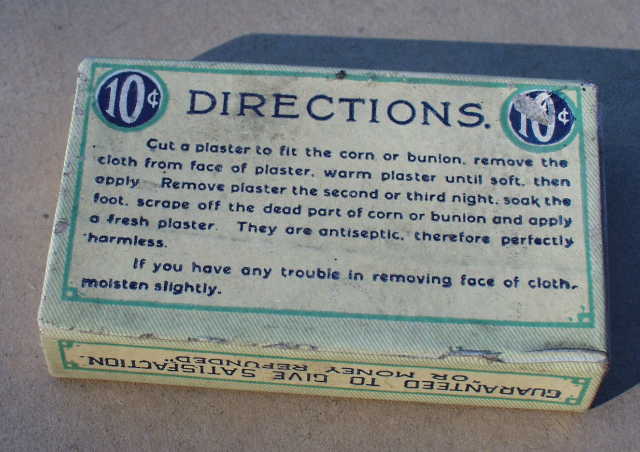 10¢ DIRECTIONS. 10¢
Cut a plaster to fit the corn or bunion, remove the
cloth from face of plaster, warm plaster until soft, then
apply. Remove plaster the second or third night, soak the
foot, scrape off the dead part of corn or bunion and apply
a fresh plaster. They are antiseptic, therefore perfectly
harmless.
If you have any trouble in removing face of cloth,
moisten slightly.
GUARANTEED TO GIVE SATISFACTION,
"OR MONEY REFUNDED"